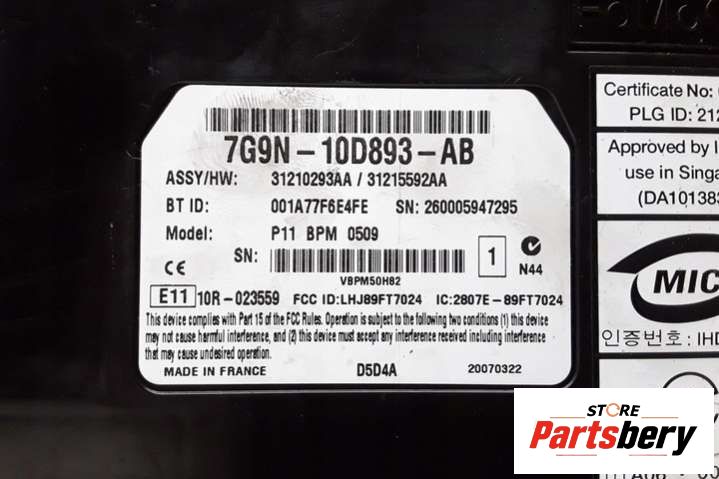 7G9N-10D893-AB
ASSY/HW: 31210293AA / 31215592AA
BT ID: 001A77F6E4FE SN: 260005947295
Model: P11 BPM 0509
SN:
VBPM50H82
1
N44
CE
E11 10R-023559 FCC ID:LHJ89FT7024 IC:2807E-89FT7024
This device complies with Part 15 of the FCC Rules. Operation is subject to the following two conditions (1) this device
may not cause harmful interference, and (2) this device must accept any interference received including interference
that may cause undesired operation.
MADE IN FRANCE D5D4A 20070322
Certificate No:
PLG ID: 212
Approved by
use in Singa
(DA101383
MIC
인증번호: IHD
STORE
Partsbery